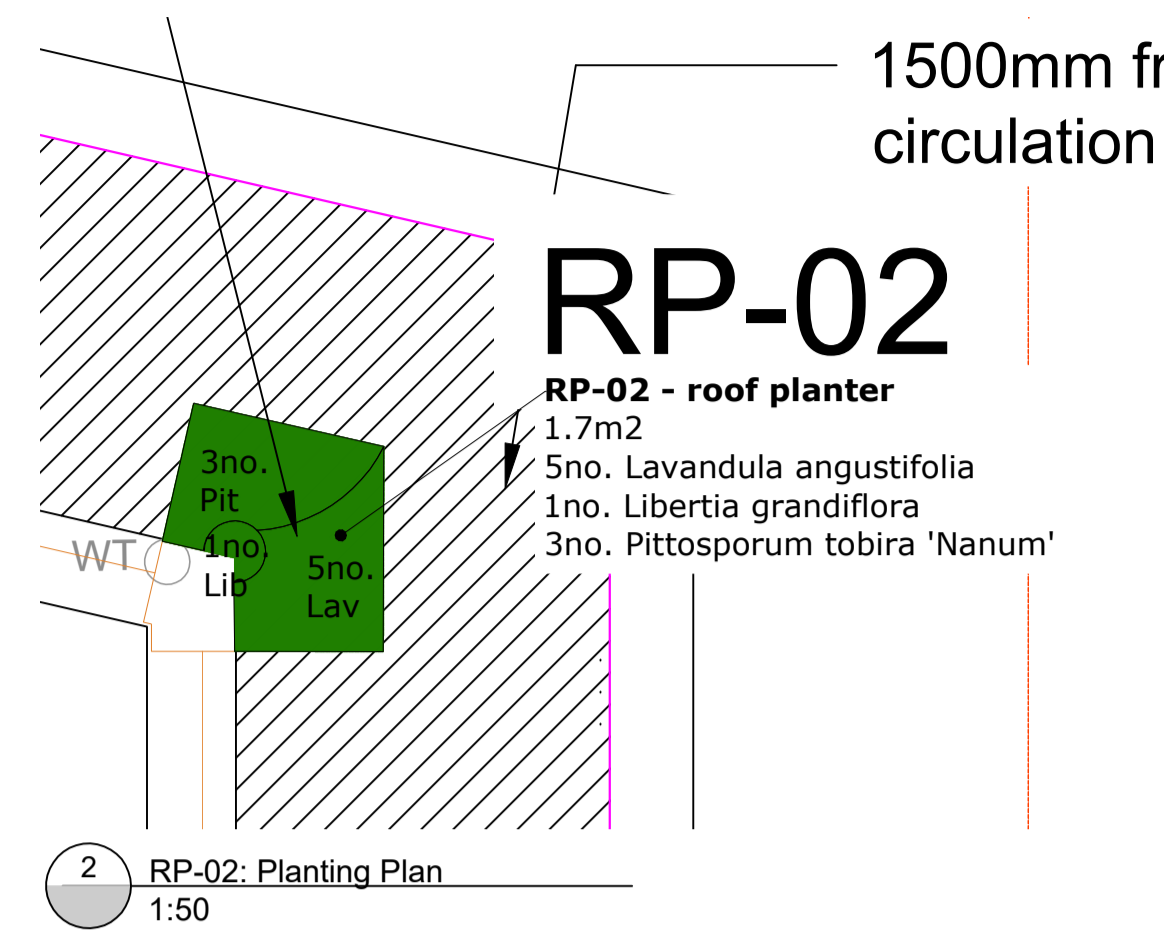 1500mm fr
circulation
RP-02
RP-02 - roof planter
1.7m2
5no. Lavandula angustifolia
1no. Libertia grandiflora
3no. Pittosporum tobira 'Nanum'
3no.
Pit
1no.
Lib
5no.
Lav
WT
2
RP-02: Planting Plan
1:50